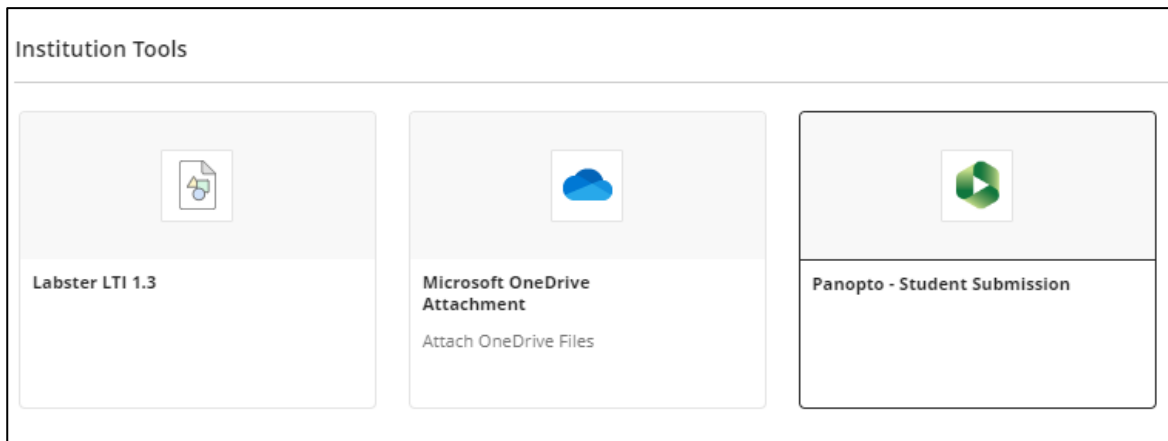 Institution Tools
Labster LTI 1.3
Microsoft OneDrive
Attachment
Attach OneDrive Files
Panopto - Student Submission